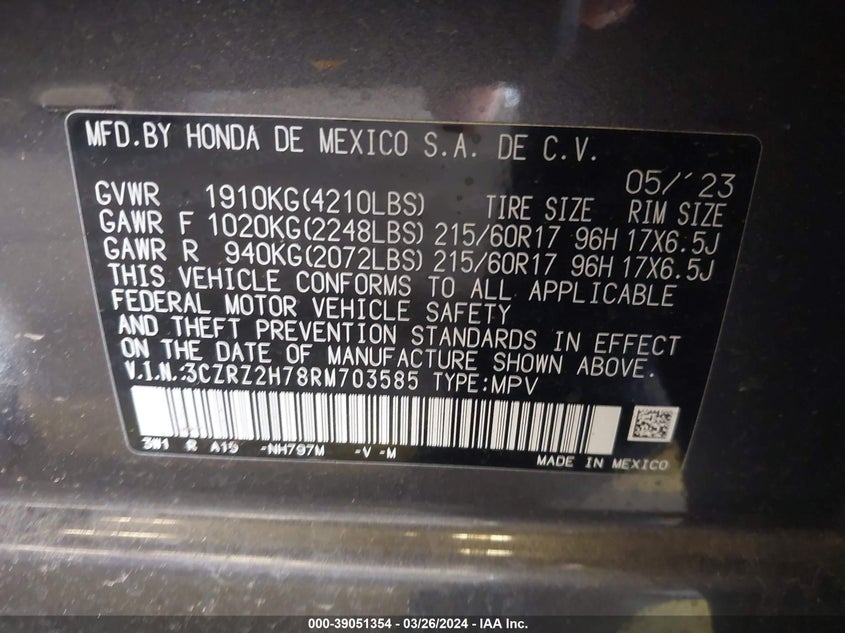 MFD.BY HONDA DE MEXICO S.A. DE C.V.
05/'23
GVWR 1910KG(4210LBS) TIRE SIZE RIM SIZE
GAWR F 1020KG(2248LBS) 215/60R17 96H 17X6.5J
GAWR R 940KG(2072LBS) 215/60R17 96H 17X6.5J
THIS VEHICLE CONFORMS TO ALL APPLICABLE
FEDERAL MOTOR VEHICLE SAFETY
AND THEFT PREVENTION STANDARDS IN EFFECT
ON THE DATE OF MANUFACTURE SHOWN ABOVE.
V.I.N.:3CZRZ2H78RM703585 TYPE:MPV
3W1 R A19 -NH797M -V -M
MADE IN MEXICO
000-39051354 - 03/26/2024 - IAA Inc.